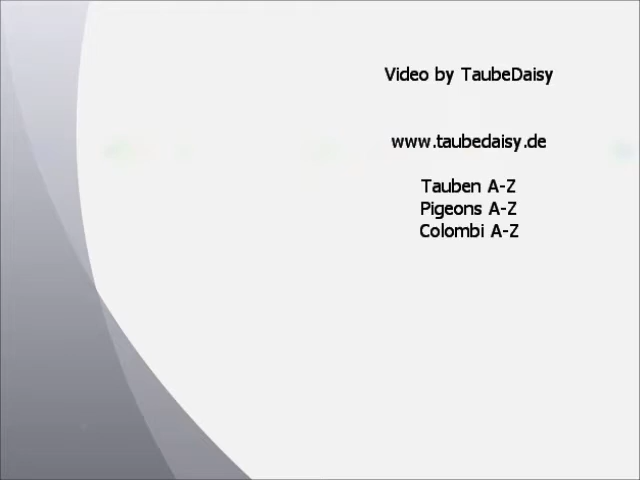 Video by TaubeDaisy
www.taubedaisy.de
Tauben A-Z
Pigeons A-Z
Colombi A-Z